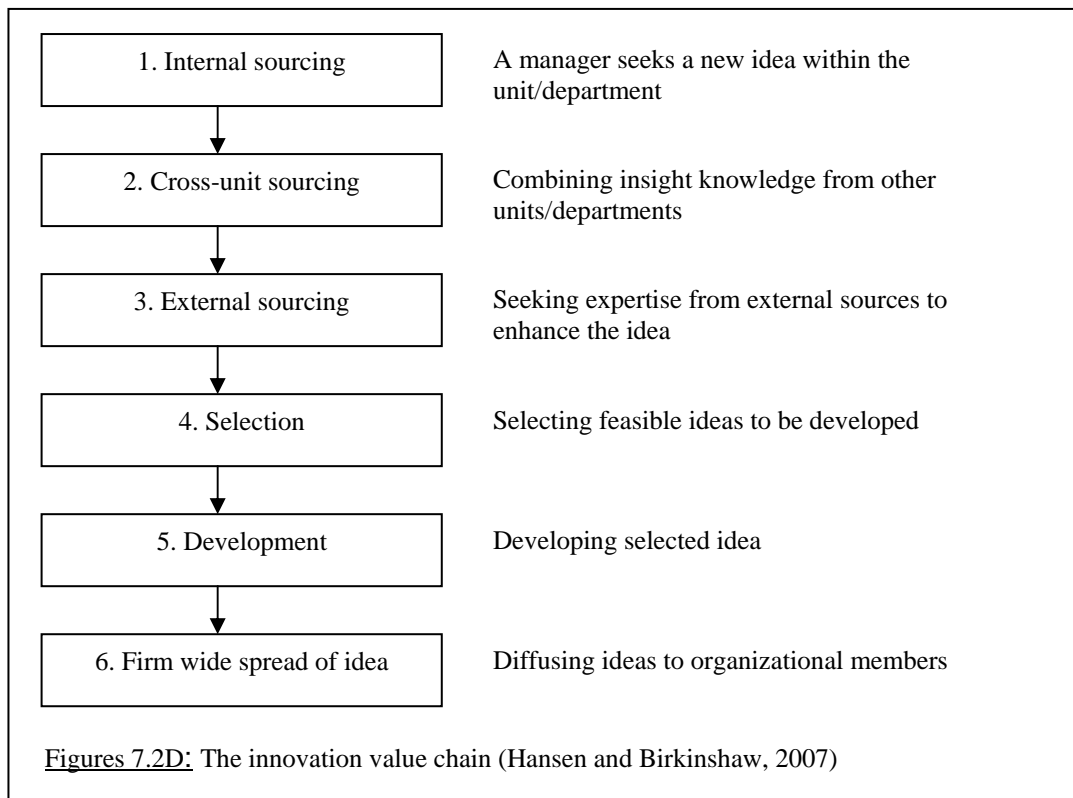 1. Internal sourcing
A manager seeks a new idea within the
unit/department
2. Cross-unit sourcing
Combining insight knowledge from other
units/departments
3. External sourcing
Seeking expertise from external sources to
enhance the idea
4. Selection
Selecting feasible ideas to be developed
5. Development
Developing selected idea
6. Firm wide spread of idea
Diffusing ideas to organizational members
Figures 7.2D: The innovation value chain (Hansen and Birkinshaw, 2007)